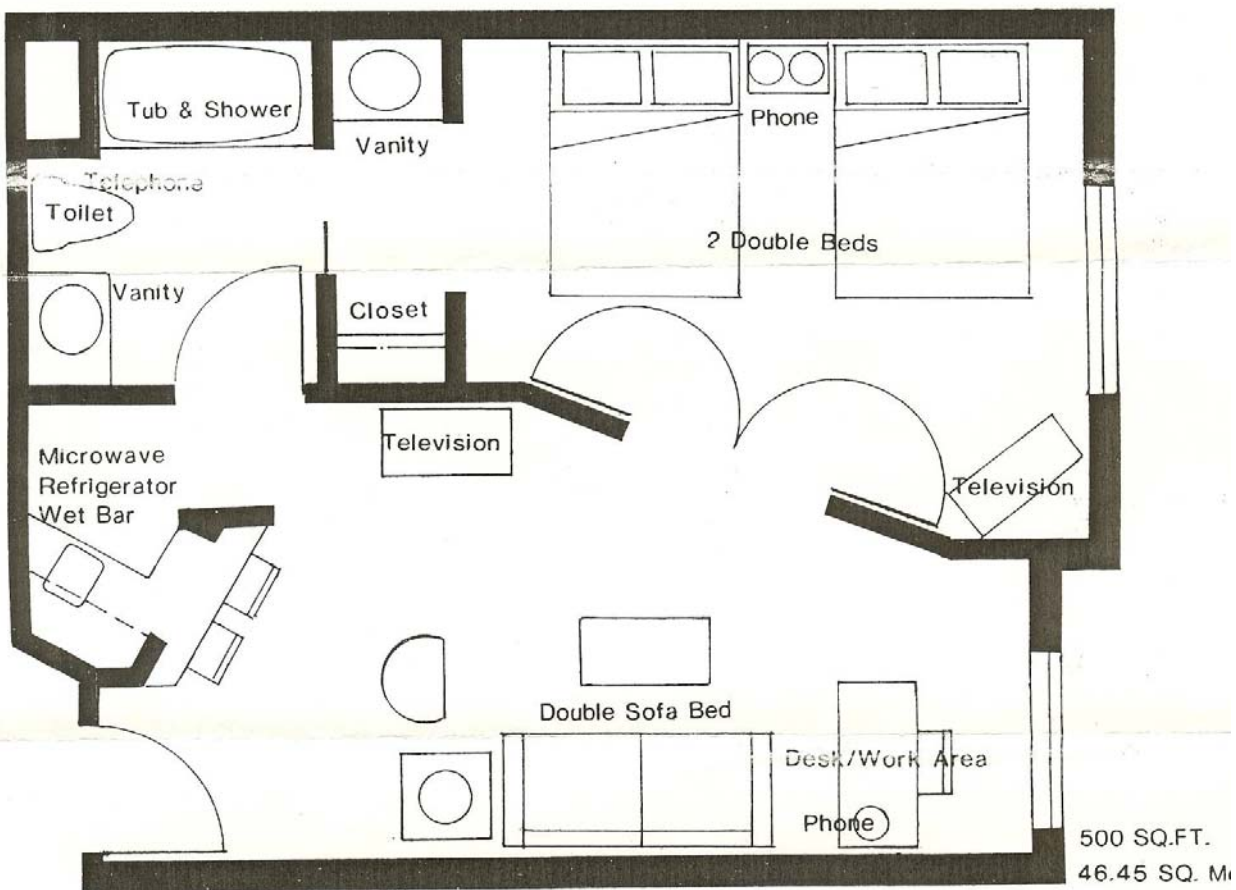 Tub & Shower
Vanity
Phone
Telephone
Toilet
2 Double Beds
Vanity
Closet
Television
Microwave
Refrigerator
Wet Bar
Television
Double Sofa Bed
Desk/Work Area
Phone
500 SQ.FT.
46.45 SQ. M